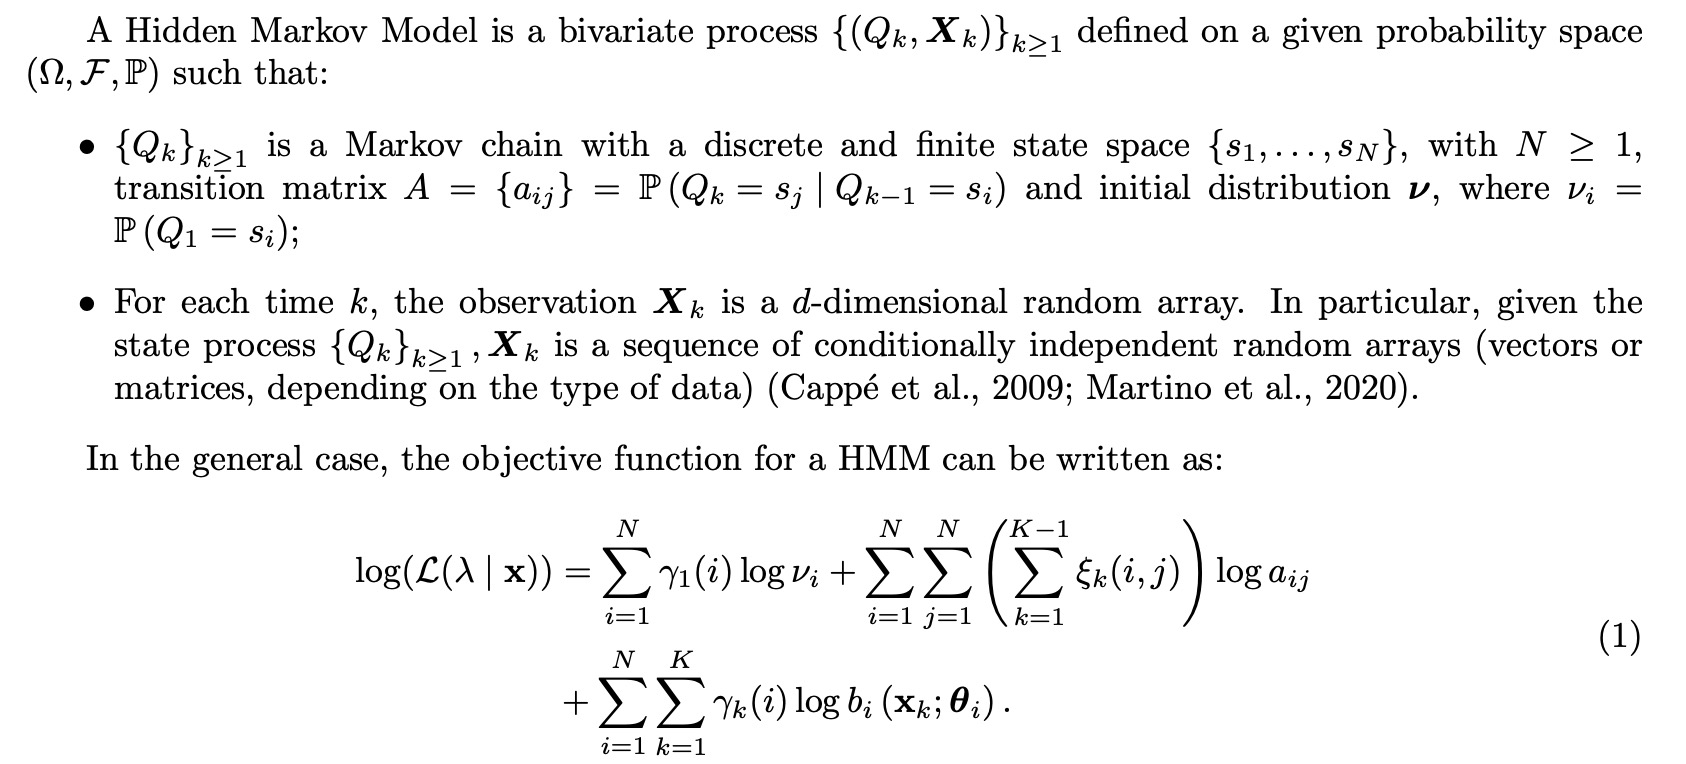 A Hidden Markov Model is a bivariate process $\{(Q_k, \boldsymbol{X}_k)\}_{k\geq 1}$ defined on a given probability space
$(\Omega, \mathcal{F}, \mathbb{P})$ such that:
• $\{Q_k\}_{k\geq 1}$ is a Markov chain with a discrete and finite state space $\{s_1, \ldots, s_N\}$, with $N \geq 1$,
transition matrix $A = \{a_{ij}\} = \mathbb{P}(Q_k = s_j \mid Q_{k-1} = s_i)$ and initial distribution $\boldsymbol{\nu}$, where $\nu_i =$
$\mathbb{P}(Q_1 = s_i)$;
• For each time $k$, the observation $\boldsymbol{X}_k$ is a $d$-dimensional random array. In particular, given the
state process $\{Q_k\}_{k\geq 1}, \boldsymbol{X}_k$ is a sequence of conditionally independent random arrays (vectors or
matrices, depending on the type of data) (Cappé et al., 2009; Martino et al., 2020).
In the general case, the objective function for a HMM can be written as:
$\log(\mathcal{L}(\lambda \mid \mathbf{x})) = \sum_{i=1}^{N} \gamma_1(i) \log \nu_i + \sum_{i=1}^{N} \sum_{j=1}^{N} \left( \sum_{k=1}^{K-1} \xi_k(i,j) \right) \log a_{ij}$
$+ \sum_{i=1}^{N} \sum_{k=1}^{K} \gamma_k(i) \log b_i(\mathbf{x}_k; \boldsymbol{\theta}_i).$ (1)